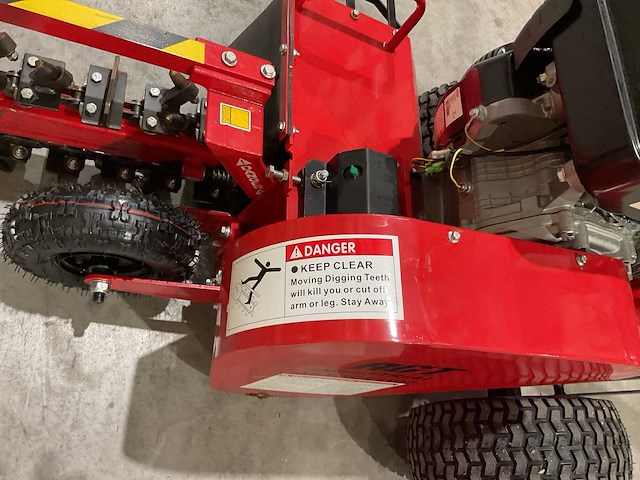 DANGER
● KEEP CLEAR
Moving Digging Teeth
will kill you or cut off
arm or leg. Stay Away